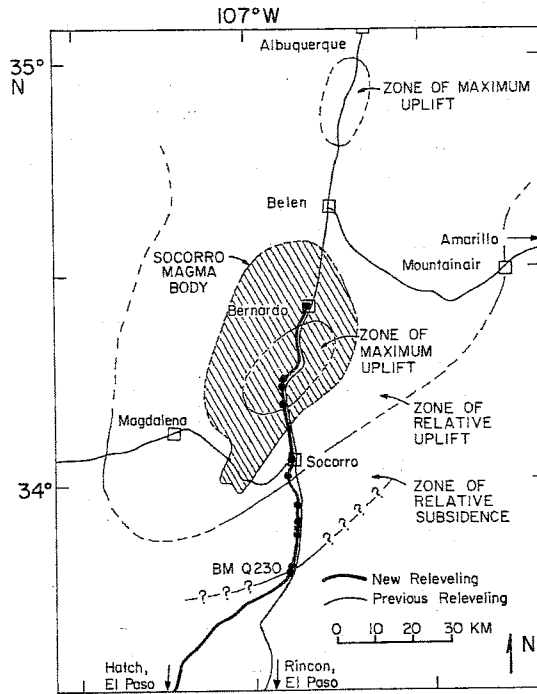 107°W
Albuquerque
35°
N
ZONE OF MAXIMUM
UPLIFT
Belen
Amarillo
Mountainair
SOCORRO
MAGMA
BODY
Bernardo
ZONE OF
MAXIMUM
UPLIFT
Magdalena
ZONE OF
RELATIVE
UPLIFT
Socorro
34°
ZONE OF
RELATIVE
SUBSIDENCE
? ? ? ?
BM Q230
? ? ?
New Releveling
Previous Releveling
0 10 20 30 KM
Hatch,
El Paso
Rincon,
El Paso
N